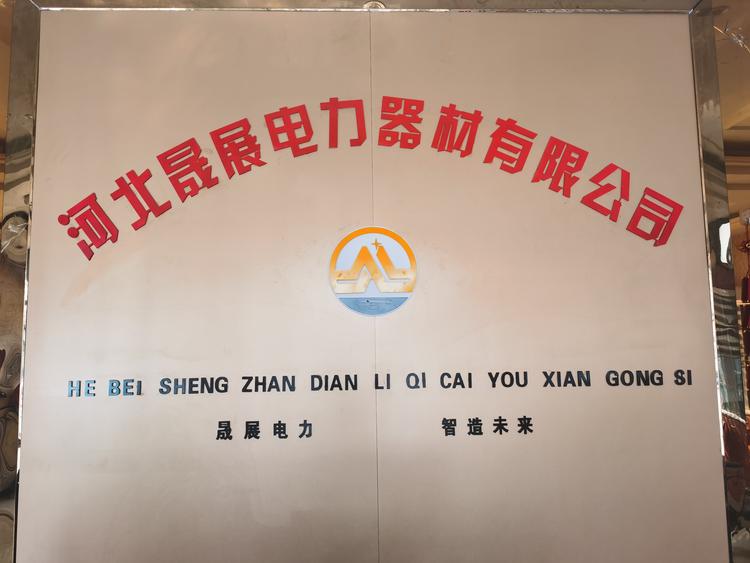 河北晟展电力器材有限公司
HE BEI SHENG ZHAN DIAN LI QI CAI YOU XIAN GONG SI
晟展电力 智造未来